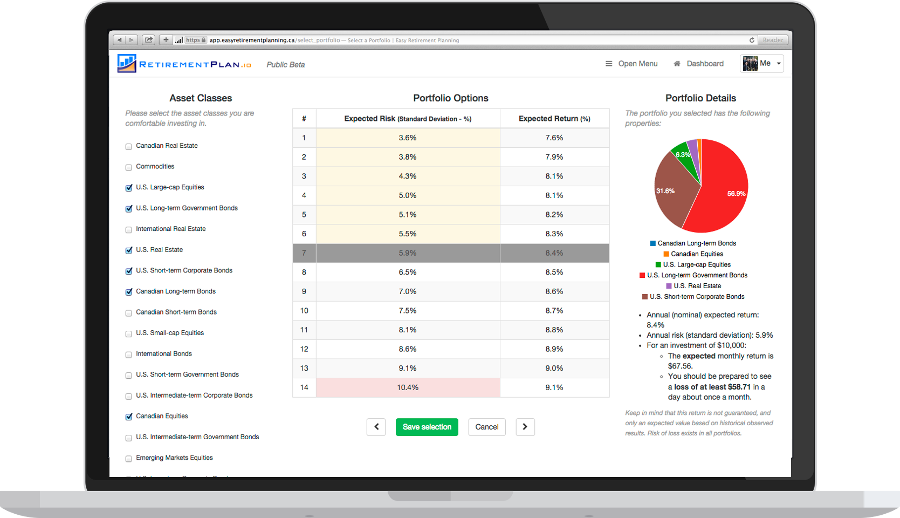 https app.easyretirementplanning.ca/select_portfolio — Select a Portfolio | Easy Retirement Planning
Reader
RETIREMENTPLAN.IO
Public Beta
Open Menu
Dashboard
Me
Asset Classes
Please select the asset classes you are
comfortable investing in.
Canadian Real Estate
Commodities
U.S. Large-cap Equities
U.S. Long-term Government Bonds
International Real Estate
U.S. Real Estate
U.S. Short-term Corporate Bonds
Canadian Long-term Bonds
Canadian Short-term Bonds
U.S. Small-cap Equities
International Bonds
U.S. Short-term Government Bonds
U.S. Intermediate-term Corporate Bonds
Canadian Equities
U.S. Intermediate-term Government Bonds
Emerging Markets Equities
Portfolio Options
# Expected Risk (Standard Deviation - %) Expected Return (%)
1 3.6% 7.6%
2 3.8% 7.9%
3 4.3% 8.1%
4 5.0% 8.1%
5 5.1% 8.2%
6 5.5% 8.3%
7 5.9% 8.4%
8 6.5% 8.5%
9 7.0% 8.6%
10 7.5% 8.7%
11 8.1% 8.8%
12 8.6% 8.9%
13 9.1% 9.0%
14 10.4% 9.1%
Save selection
Cancel
Portfolio Details
The portfolio you selected has the following
properties:
6.3%
31.6%
56.9%
Canadian Long-term Bonds
Canadian Equities
U.S. Large-cap Equities
U.S. Long-term Government Bonds
U.S. Real Estate
U.S. Short-term Corporate Bonds
Annual (nominal) expected return:
8.4%
Annual risk (standard deviation): 5.9%
For an investment of $10,000:
The expected monthly return is
$67.56.
You should be prepared to see
a loss of at least $58.71 in a
day about once a month.
Keep in mind that this return is not guaranteed, and
only an expected value based on historical observed
results. Risk of loss exists in all portfolios.